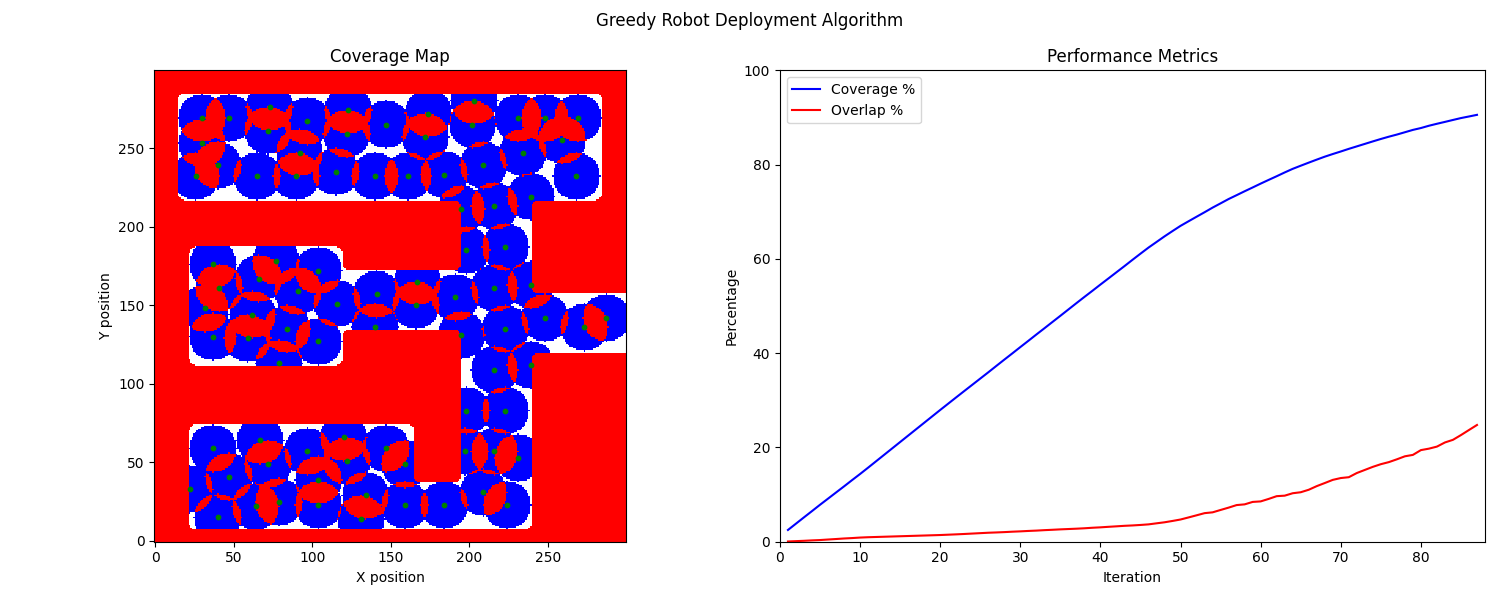 Greedy Robot Deployment Algorithm
Coverage Map
Y position
250
200
150
100
50
0
0 50 100 150 200 250
X position
Performance Metrics
Percentage
100
80
60
40
20
0
Coverage %
Overlap %
0 10 20 30 40 50 60 70 80
Iteration